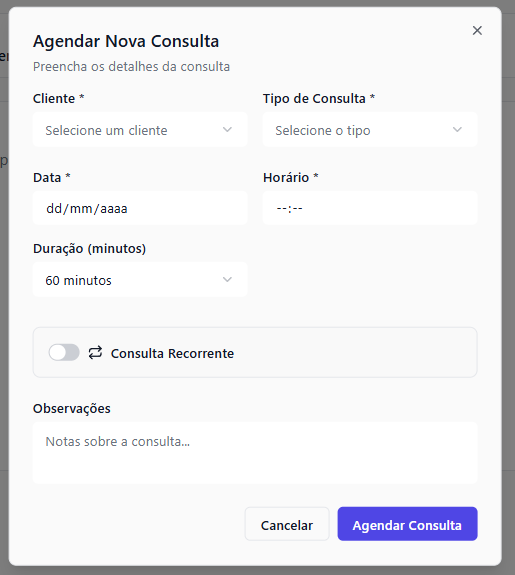 Agendar Nova Consulta
Preencha os detalhes da consulta
Cliente *
Tipo de Consulta *
Selecione um cliente
Selecione o tipo
Data *
Horário *
dd/mm/aaaa
--:--
Duração (minutos)
60 minutos
Consulta Recorrente
Observações
Notas sobre a consulta...
Cancelar
Agendar Consulta